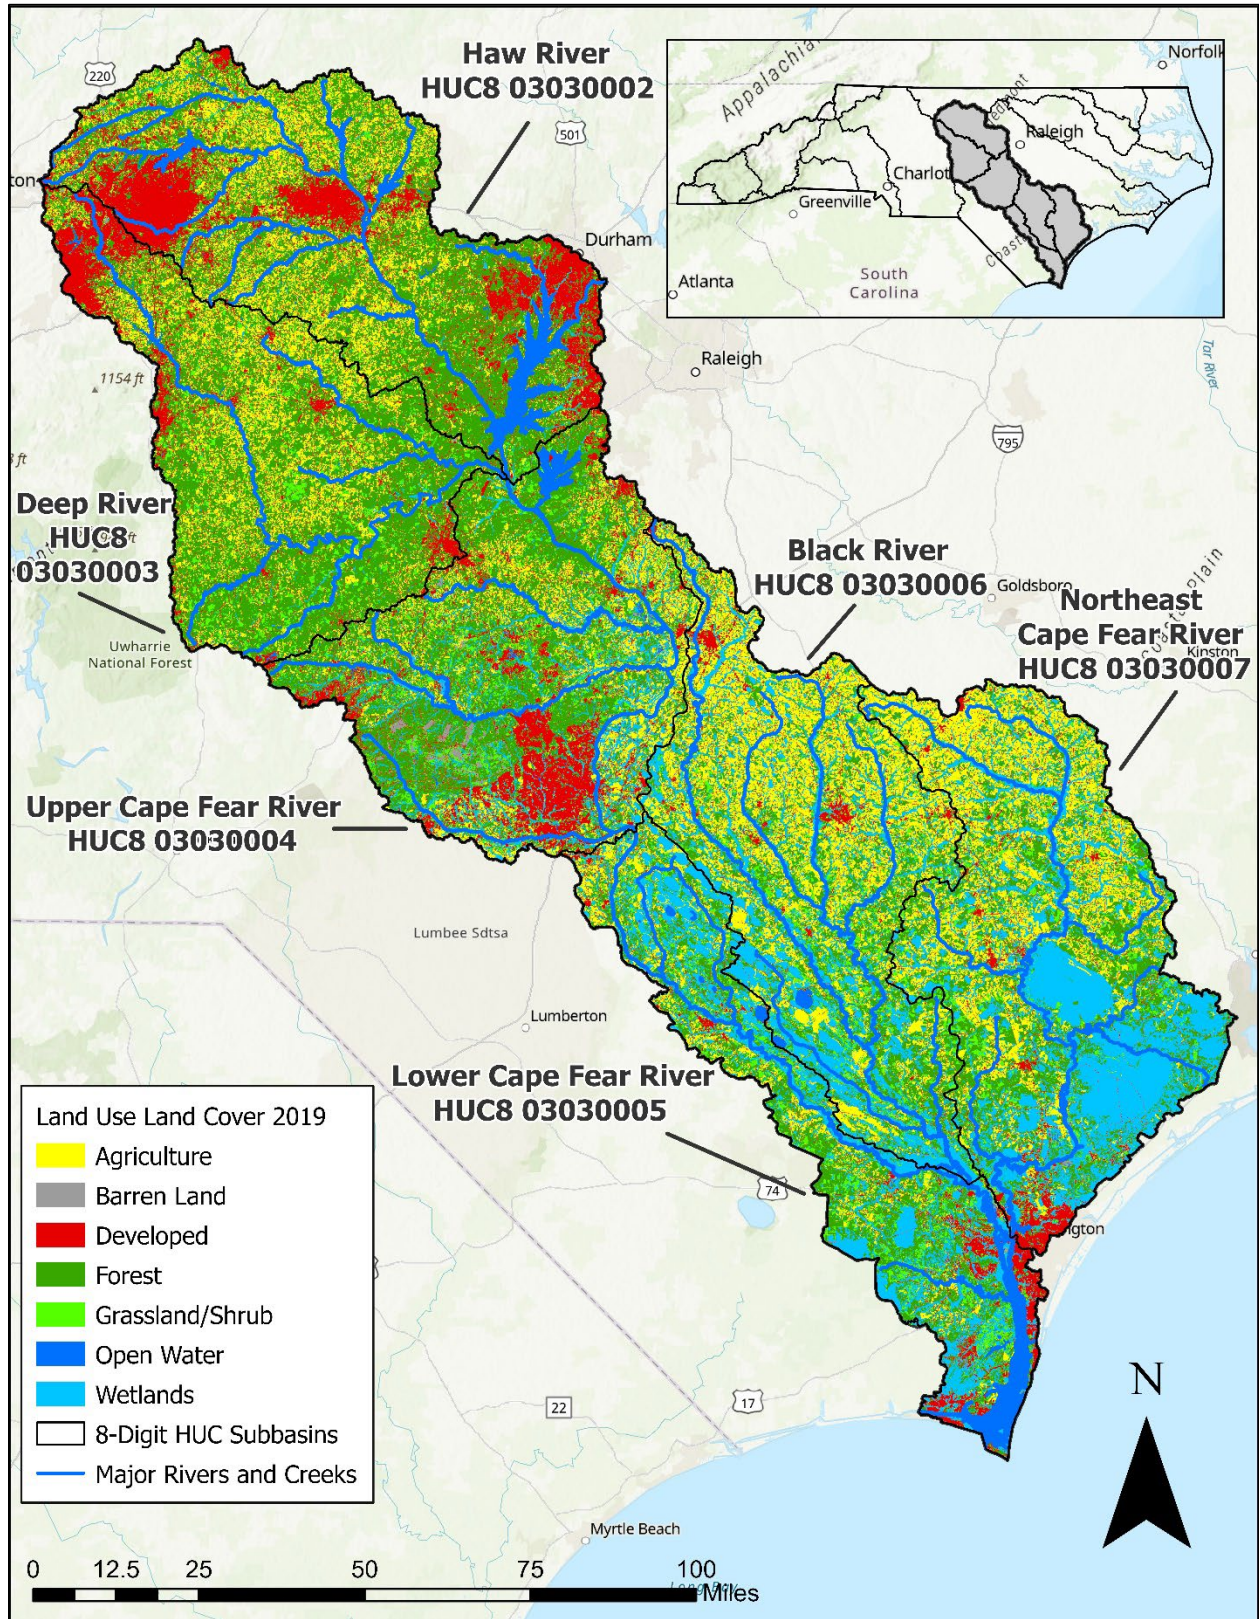 Haw River
HUC8 03030002
220
501
Durham
Raleigh
1154 ft
Appalachian
Norfolk
Raleigh
Charlot
Greenville
Atlanta
South
Carolina
Tar River
795
Deep River
HUC8
03030003
Uwharrie
National Forest
Black River
HUC8 03030006
Goldsboro
Northeast
Cape Fear River
HUC8 03030007
Kinston
Upper Cape Fear River
HUC8 03030004
Lumbee Sdtsa
Lumberton
Lower Cape Fear River
HUC8 03030005
74
ngton
Land Use Land Cover 2019
Agriculture
Barren Land
Developed
Forest
Grassland/Shrub
Open Water
Wetlands
8-Digit HUC Subbasins
Major Rivers and Creeks
22
17
N
Myrtle Beach
0 12.5 25 50 75 100
Miles